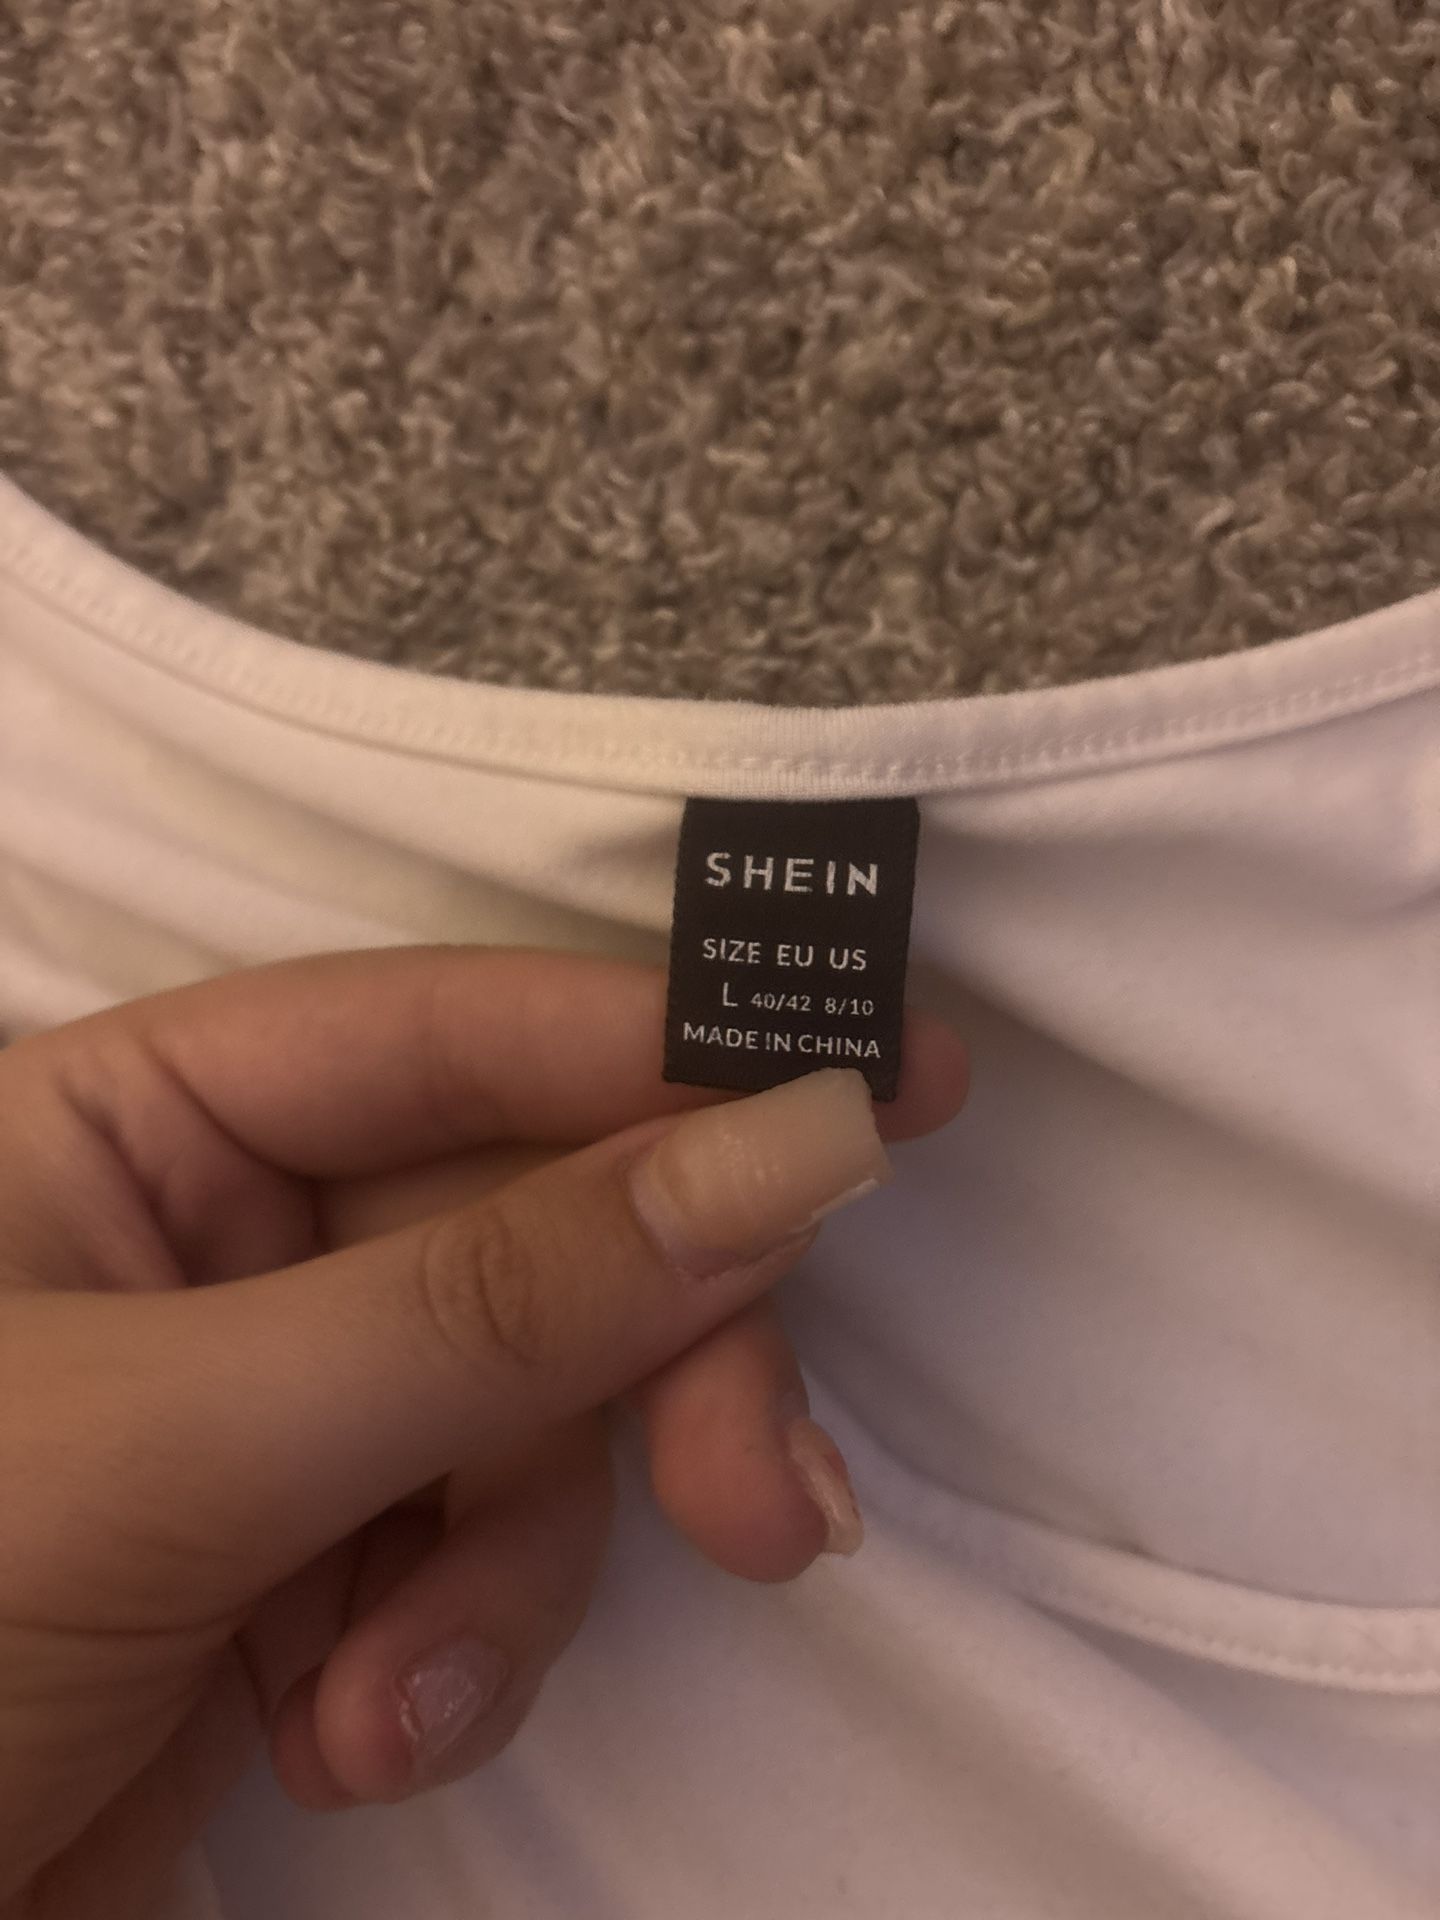 SHEIN
SIZE EU US
L 40/42 8/10
MADE IN CHINA